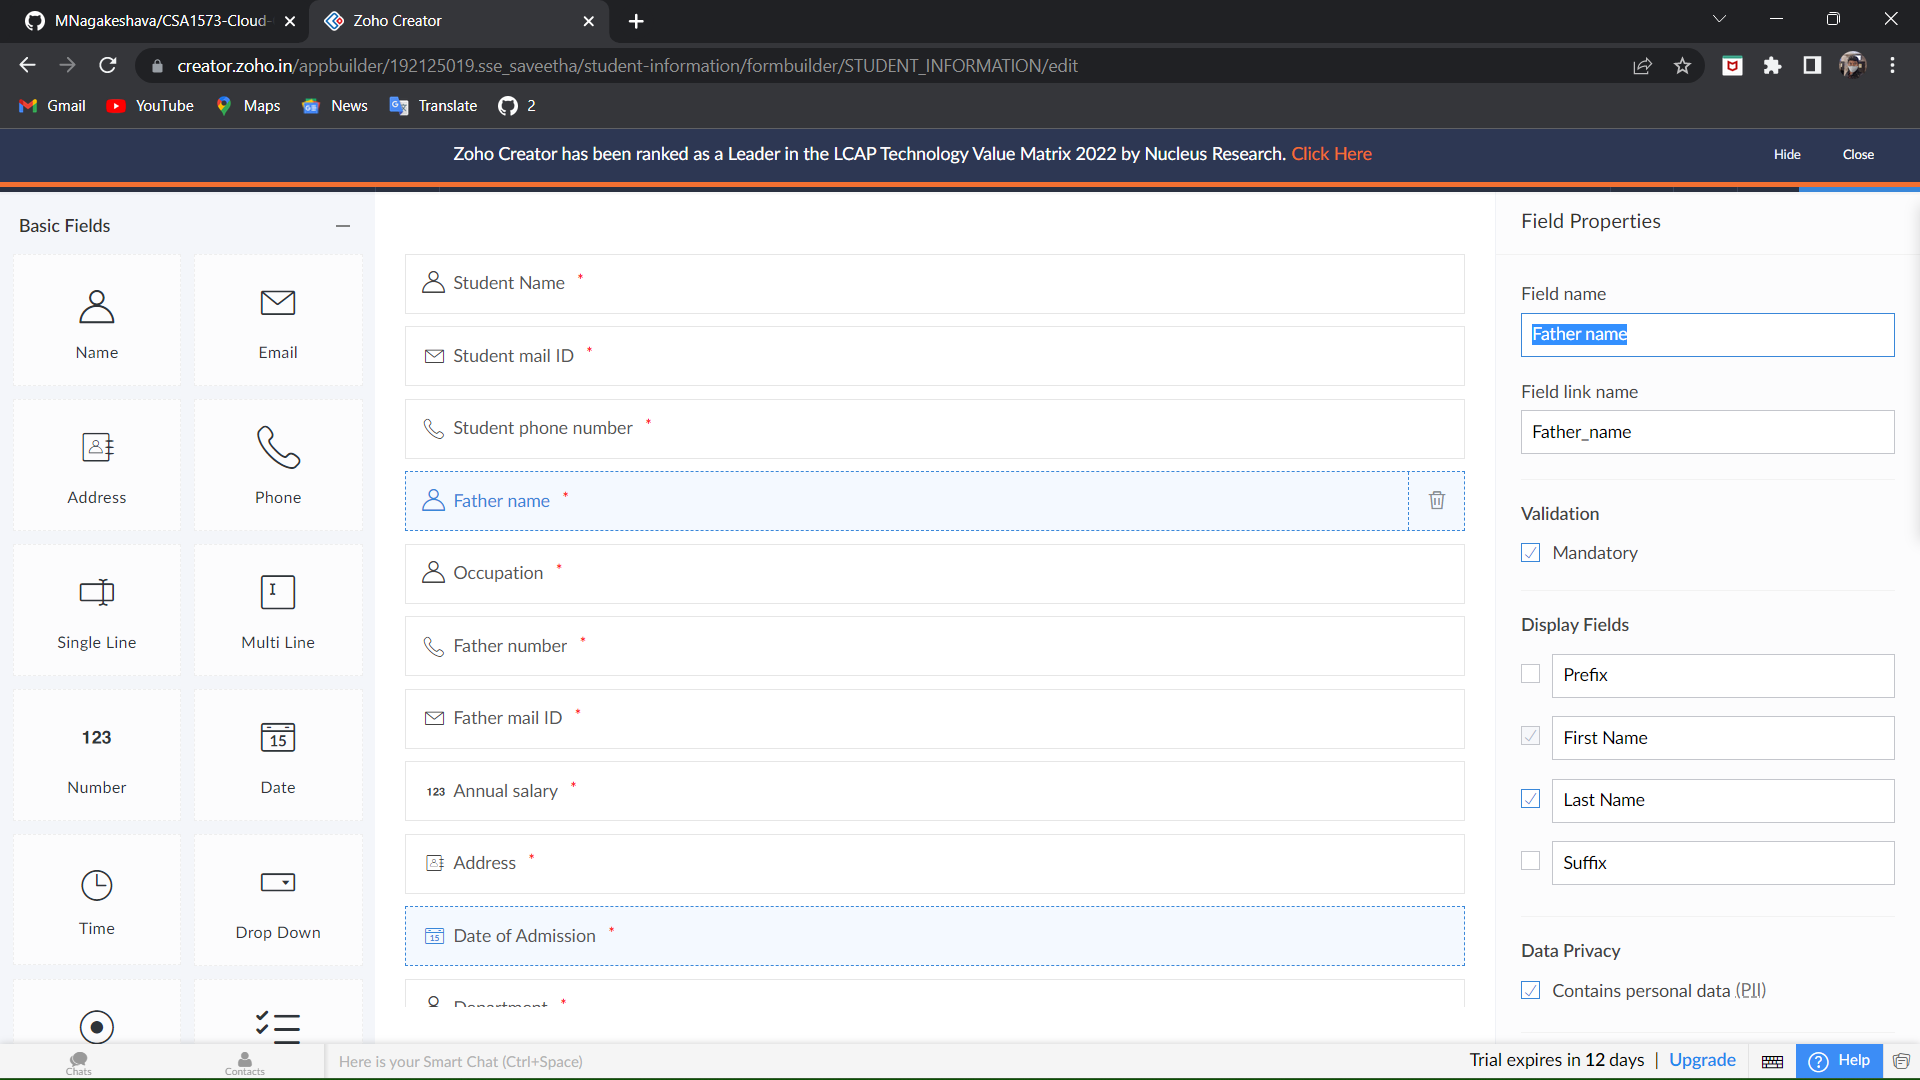 MNagakeshava/CSA1573-Cloud-
Zoho Creator
creator.zoho.in/appbuilder/192125019.sse_saveetha/student-information/formbuilder/STUDENT_INFORMATION/edit
Gmail
YouTube
Maps
News
Translate
2
Zoho Creator has been ranked as a Leader in the LCAP Technology Value Matrix 2022 by Nucleus Research. Click Here
Hide
Close
Basic Fields
Name
Email
Address
Phone
Single Line
Multi Line
123
Number
15
Date
Time
Drop Down
Student Name *
Student mail ID *
Student phone number *
Father name *
Occupation *
Father number *
Father mail ID *
123 Annual salary *
Address *
15 Date of Admission *
Department *
Field Properties
Field name
Father name
Field link name
Father_name
Validation
Mandatory
Display Fields
Prefix
First Name
Last Name
Suffix
Data Privacy
Contains personal data (PII)
Chats
Contacts
Here is your Smart Chat (Ctrl+Space)
Trial expires in 12 days | Upgrade
? Help